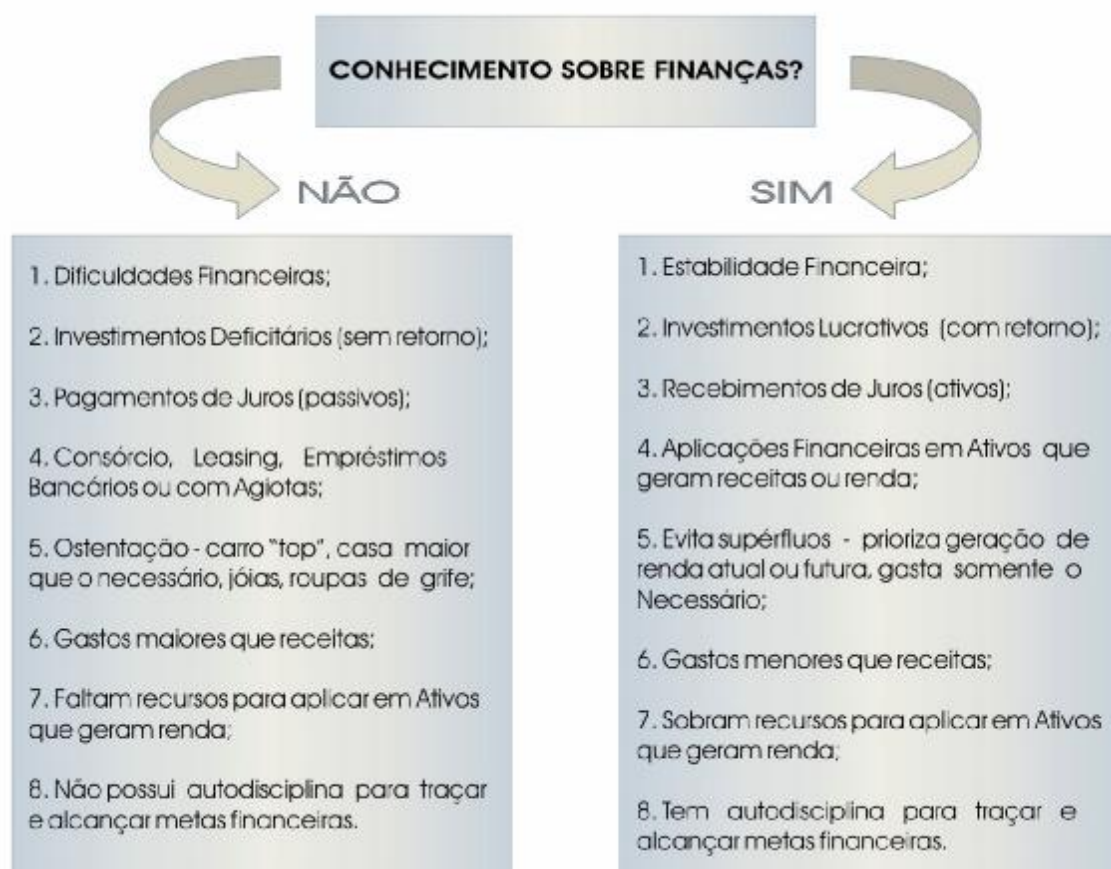 CONHECIMENTO SOBRE FINANÇAS?
NÃO
1. Dificuldades Financeiras;
2. Investimentos Deficitários (sem retorno);
3. Pagamentos de Juros (passivos);
4. Consórcio, Leasing, Empréstimos
Bancários ou com Agiotas;
5. Ostentação - carro "top", casa maior
que o necessário, jóias, roupas de grife;
6. Gastos maiores que receitas;
7. Faltam recursos para aplicar em Ativos
que geram renda;
8. Não possui autodisciplina para traçar
e alcançar metas financeiras.
SIM
1. Estabilidade Financeira;
2. Investimentos Lucrativos (com retorno);
3. Recebimentos de Juros (ativos);
4. Aplicações Financeiras em Ativos que
geram receitas ou renda;
5. Evita supérfluos - prioriza geração de
renda atual ou futura, gasta somente o
Necessário;
6. Gastos menores que receitas;
7. Sobram recursos para aplicar em Ativos
que geram renda;
8. Tem autodisciplina para traçar e
alcançar metas financeiras.